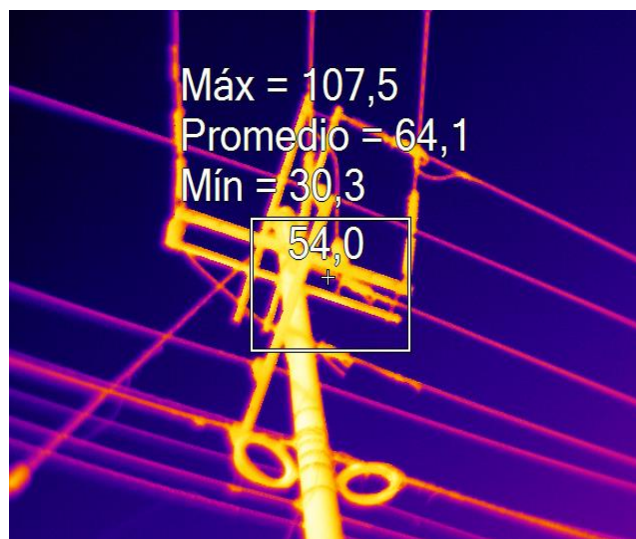 Máx = 107,5
Promedio = 64,1
Mín = 30,3
54,0